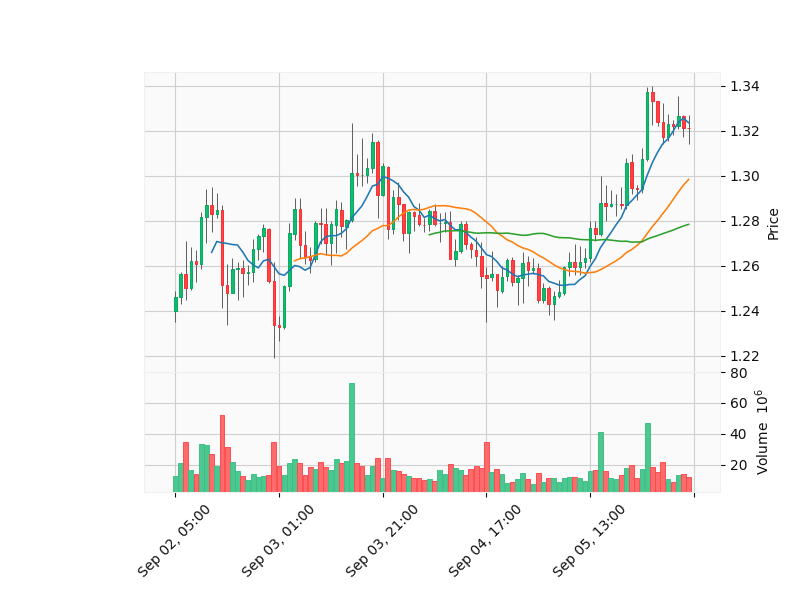 1.34
1.32
1.30
1.28
1.26
1.24
1.22
Price
80
60
40
20
Volume 10⁶
Sep 02, 05:00
Sep 03, 01:00
Sep 03, 21:00
Sep 04, 17:00
Sep 05, 13:00